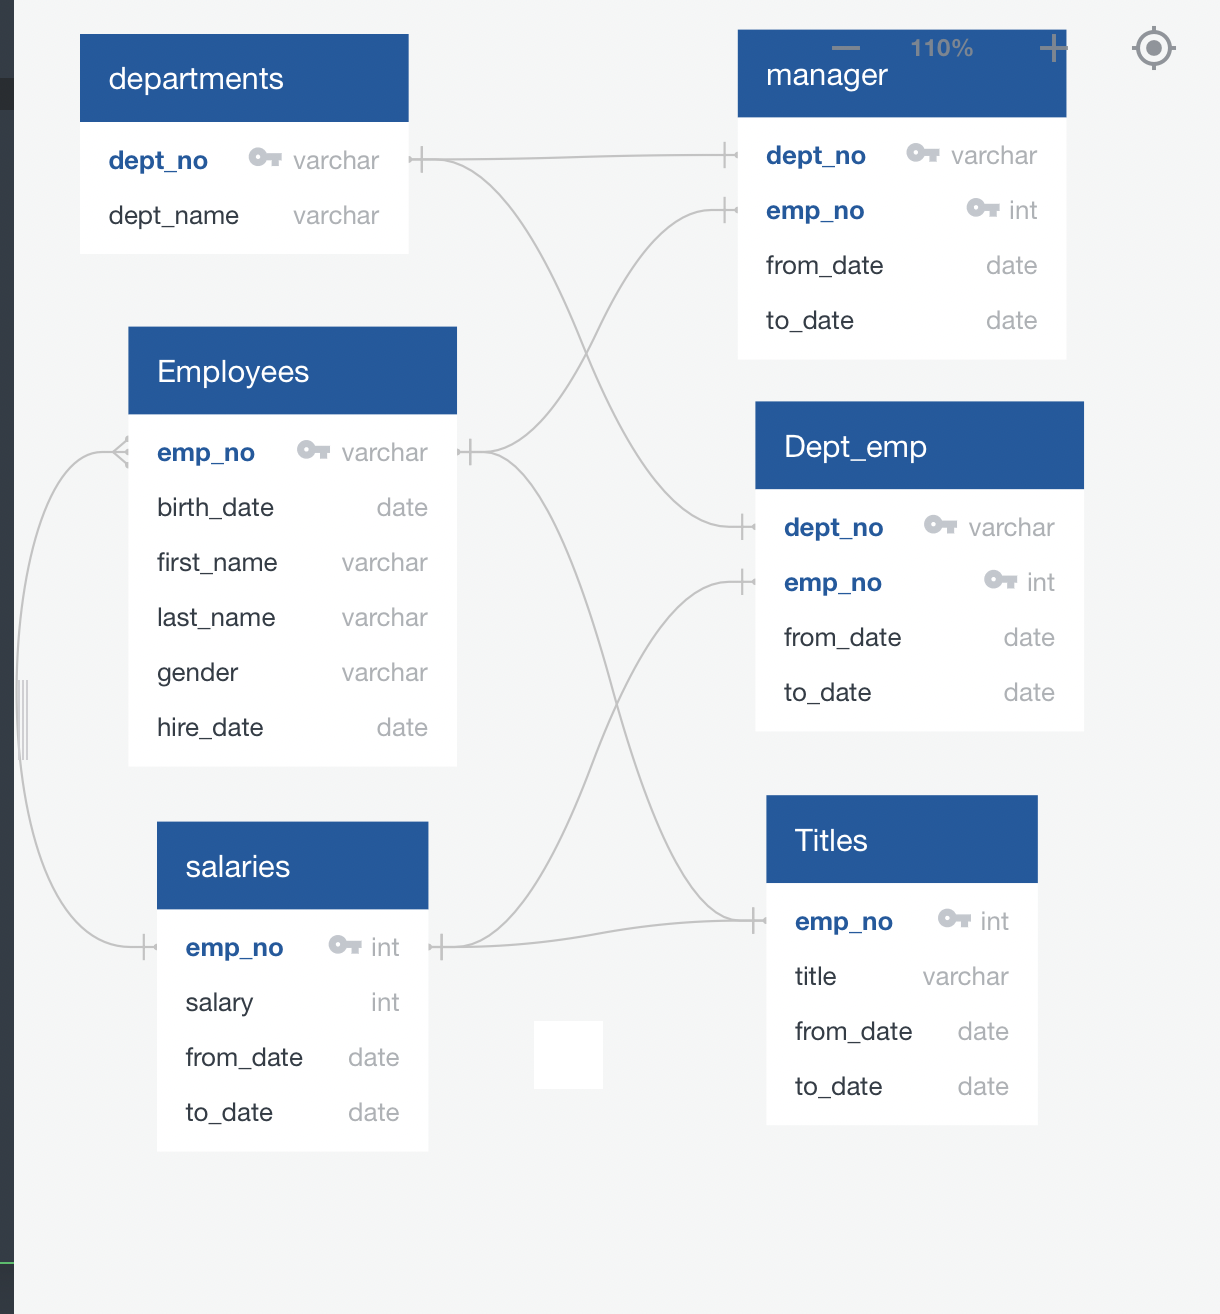 departments
dept_no varchar
dept_name varchar
110%
manager
dept_no varchar
emp_no int
from_date date
to_date date
Employees
emp_no varchar
birth_date date
first_name varchar
last_name varchar
gender varchar
hire_date date
Dept_emp
dept_no varchar
emp_no int
from_date date
to_date date
salaries
emp_no int
salary int
from_date date
to_date date
Titles
emp_no int
title varchar
from_date date
to_date date